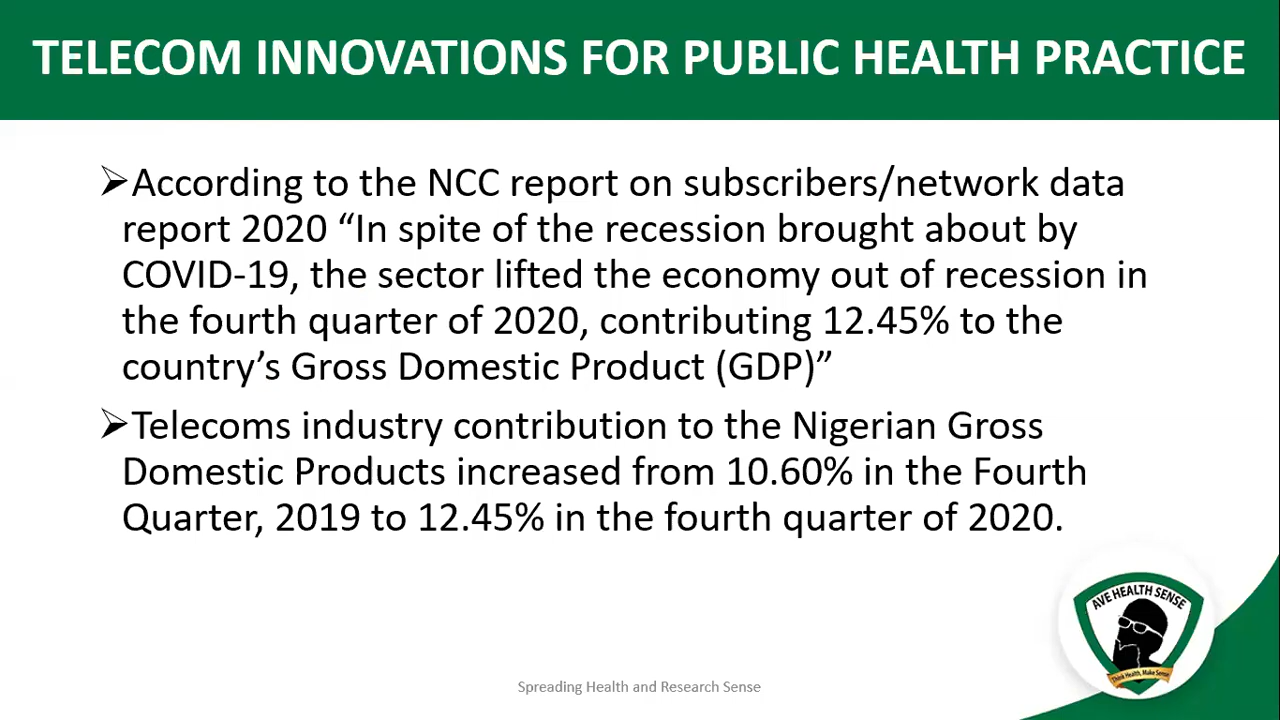 TELECOM INNOVATIONS FOR PUBLIC HEALTH PRACTICE
➢According to the NCC report on subscribers/network data
report 2020 “In spite of the recession brought about by
COVID-19, the sector lifted the economy out of recession in
the fourth quarter of 2020, contributing 12.45% to the
country’s Gross Domestic Product (GDP)”
➢Telecoms industry contribution to the Nigerian Gross
Domestic Products increased from 10.60% in the Fourth
Quarter, 2019 to 12.45% in the fourth quarter of 2020.
AVE HEALTH SENSE
Think Health, Make Sense
Spreading Health and Research Sense